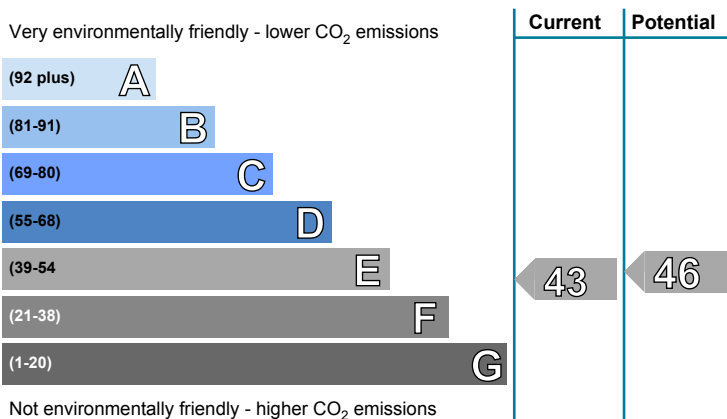 Very environmentally friendly - lower CO2 emissions
Current
Potential
(92 plus) A
(81-91) B
(69-80) C
(55-68) D
(39-54 E
43
46
(21-38) F
(1-20) G
Not environmentally friendly - higher CO2 emissions